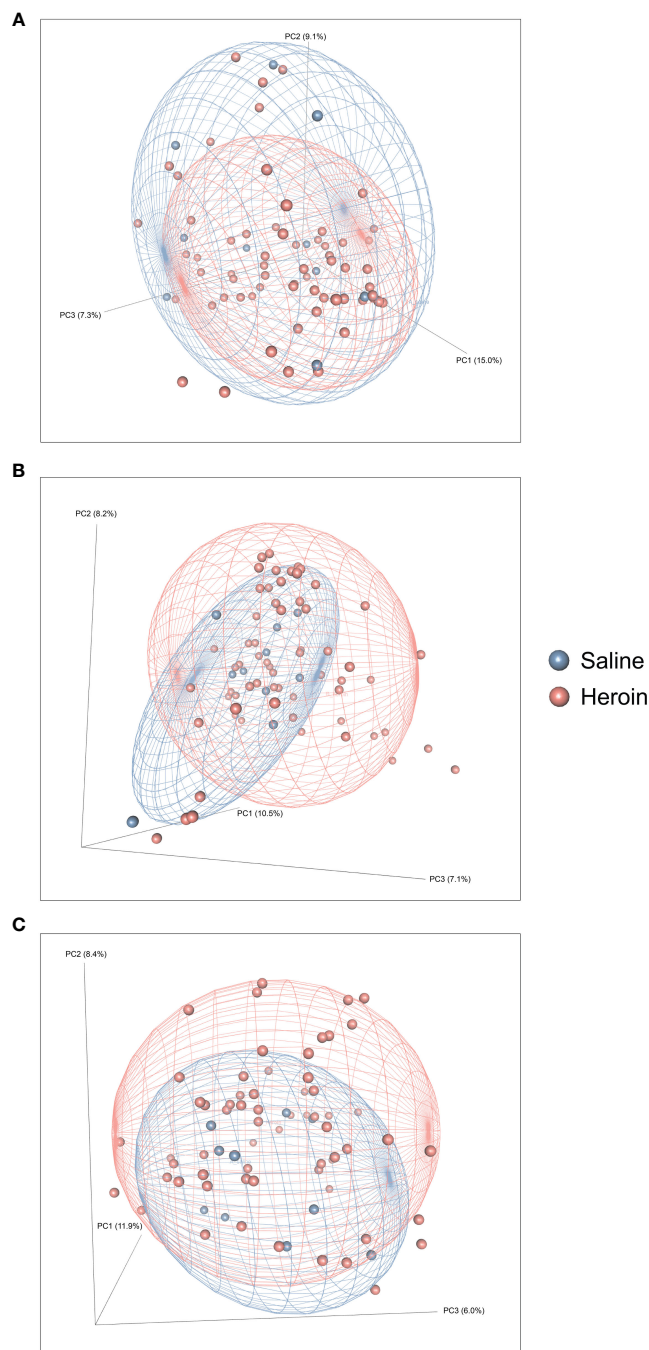 A
PC2 (9.1%)
PC3 (7.3%)
PC1 (15.0%)
B
PC2 (8.2%)
PC1 (10.5%)
PC3 (7.1%)
Saline
Heroin
C
PC2 (8.4%)
PC1 (11.9%)
PC3 (6.0%)